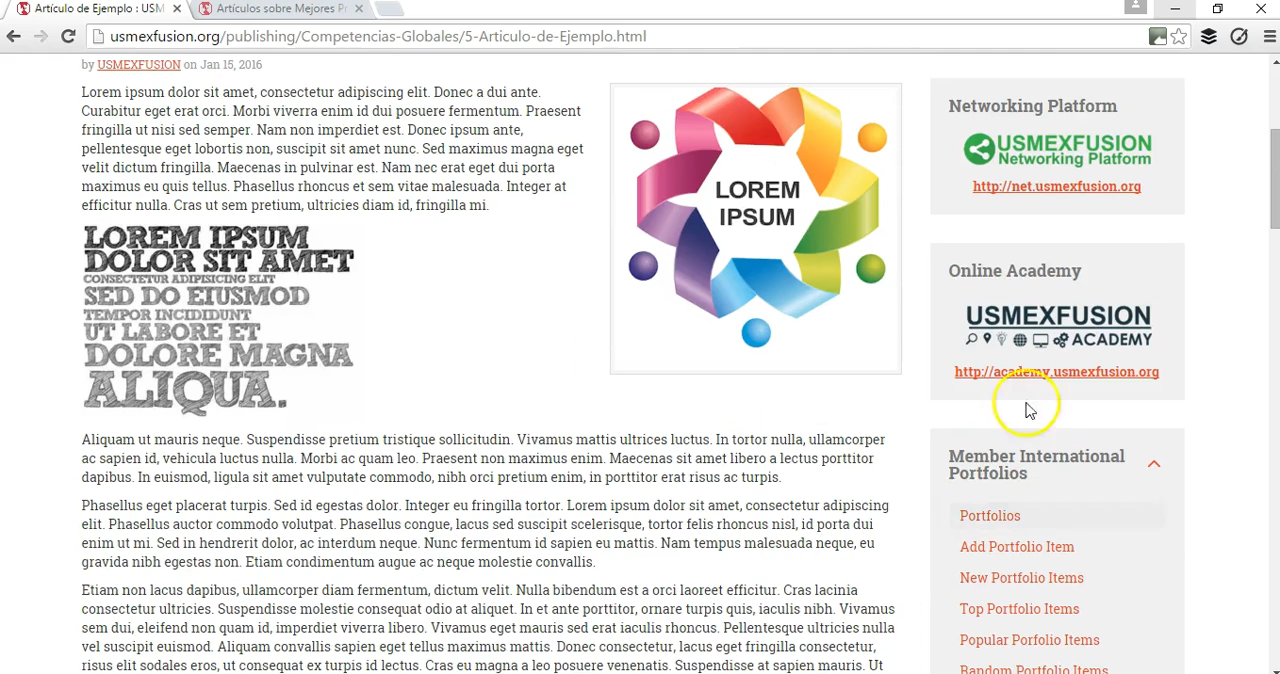 Artículo de Ejemplo : USM
Artículos sobre Mejores Pr
usmexfusion.org/publishing/Competencias-Globales/5-Articulo-de-Ejemplo.html
by USMEXFUSION on Jan 15, 2016
Lorem ipsum dolor sit amet, consectetur adipiscing elit. Donec a dui ante.
Curabitur eget erat orci. Morbi viverra enim id dui posuere fermentum. Praesent
fringilla ut nisi sed semper. Nam non imperdiet est. Donec ipsum ante,
pellentesque eget lobortis non, suscipit sit amet nunc. Sed maximus magna eget
velit dictum fringilla. Maecenas in pulvinar est. Nam nec erat eget dui porta
maximus eu quis tellus. Phasellus rhoncus et sem vitae malesuada. Integer at
efficitur nulla. Cras ut sem pretium, ultricies diam id, fringilla mi.
LOREM IPSUM
DOLOR SIT AMET
CONSECTETUR ADIPISICING ELIT
SED DO EIUSMOD
TEMPOR INCIDIDUNT
UT LABORE ET
DOLORE MAGNA
ALIQUA.
LOREM
IPSUM
Aliquam ut mauris neque. Suspendisse pretium tristique sollicitudin. Vivamus mattis ultrices luctus. In tortor nulla, ullamcorper
ac sapien id, vehicula luctus nulla. Morbi ac quam leo. Praesent non maximus enim. Maecenas sit amet libero a lectus porttitor
dapibus. In euismod, ligula sit amet vulputate commodo, nibh orci pretium enim, in porttitor erat risus ac turpis.
Phasellus eget placerat turpis. Sed id egestas dolor. Integer eu fringilla tortor. Lorem ipsum dolor sit amet, consectetur adipiscing
elit. Phasellus auctor commodo volutpat. Phasellus congue, lacus sed suscipit scelerisque, tortor felis rhoncus nisl, id porta dui
enim ut mi. Sed in hendrerit dolor, ac interdum neque. Nunc fermentum id sapien eu mattis. Nam tempus malesuada neque, eu
gravida nibh egestas non. Etiam condimentum augue ac neque molestie convallis.
Etiam non lacus dapibus, ullamcorper diam fermentum, dictum velit. Nulla bibendum est a orci laoreet efficitur. Cras lacinia
consectetur ultricies. Suspendisse molestie consequat odio at aliquet. In et ante porttitor, ornare turpis quis, iaculis nibh. Vivamus
sem dui, eleifend non quam id, imperdiet viverra libero. Vivamus eget mauris sed erat iaculis rhoncus. Pellentesque ultricies nulla
vel suscipit euismod. Aliquam convallis sapien eget tellus maximus mattis. Donec consectetur, lacus eget fringilla consectetur,
risus elit sodales eros, ut consequat ex turpis id lectus. Cras eu magna a leo posuere venenatis. Suspendisse at sapien mauris. Ut
Networking Platform
USMEXFUSION
Networking Platform
http://net.usmexfusion.org
Online Academy
USMEXFUSION
ACADEMY
http://academy.usmexfusion.org
Member International
Portfolios
Portfolios
Add Portfolio Item
New Portfolio Items
Top Portfolio Items
Popular Porfolio Items
Random Portfolio Items